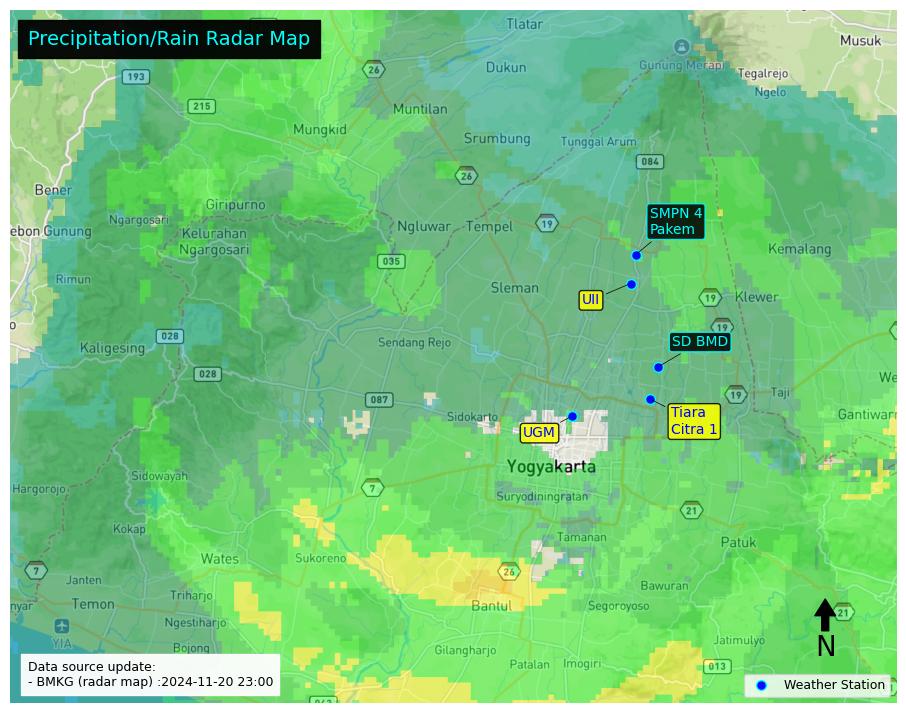 Precipitation/Rain Radar Map
Tlatar
Musuk
Gunung Merapi
26
193
Dukun
Tegalrejo
Ngelo
215
Muntilan
Mungkid
Srumbung
Tunggal Arum
084
26
Bener
Giripurno
SMPN 4
Pakem
Ngargosari
Ngluwar
Tempel
19
ebon Gunung
Kelurahan
Ngargosari
Kemalang
035
Rimun
Sleman
UII
19
Klewer
o
19
028
Sendang Rejo
SD BMD
Kaligesing
028
We
087
19
Taji
Sidokarto
Tiara
Citra 1
Gantiwar
UGM
Yogyakarta
Sidowayah
7
Hargorojo
Suryodiningratan
21
Kokap
Tamanan
Patuk
Wates
Sukoreno
7
26
Janten
Bawuran
Temon
Triharjo
Bantul
Segoroyoso
nyar
21
Ngestiharjo
YIA
Jatimulyo
N
Bojong
Gilangharjo
Patalan
Imogiri
013
Data source update:
- BMKG (radar map) :2024-11-20 23:00
Weather Station